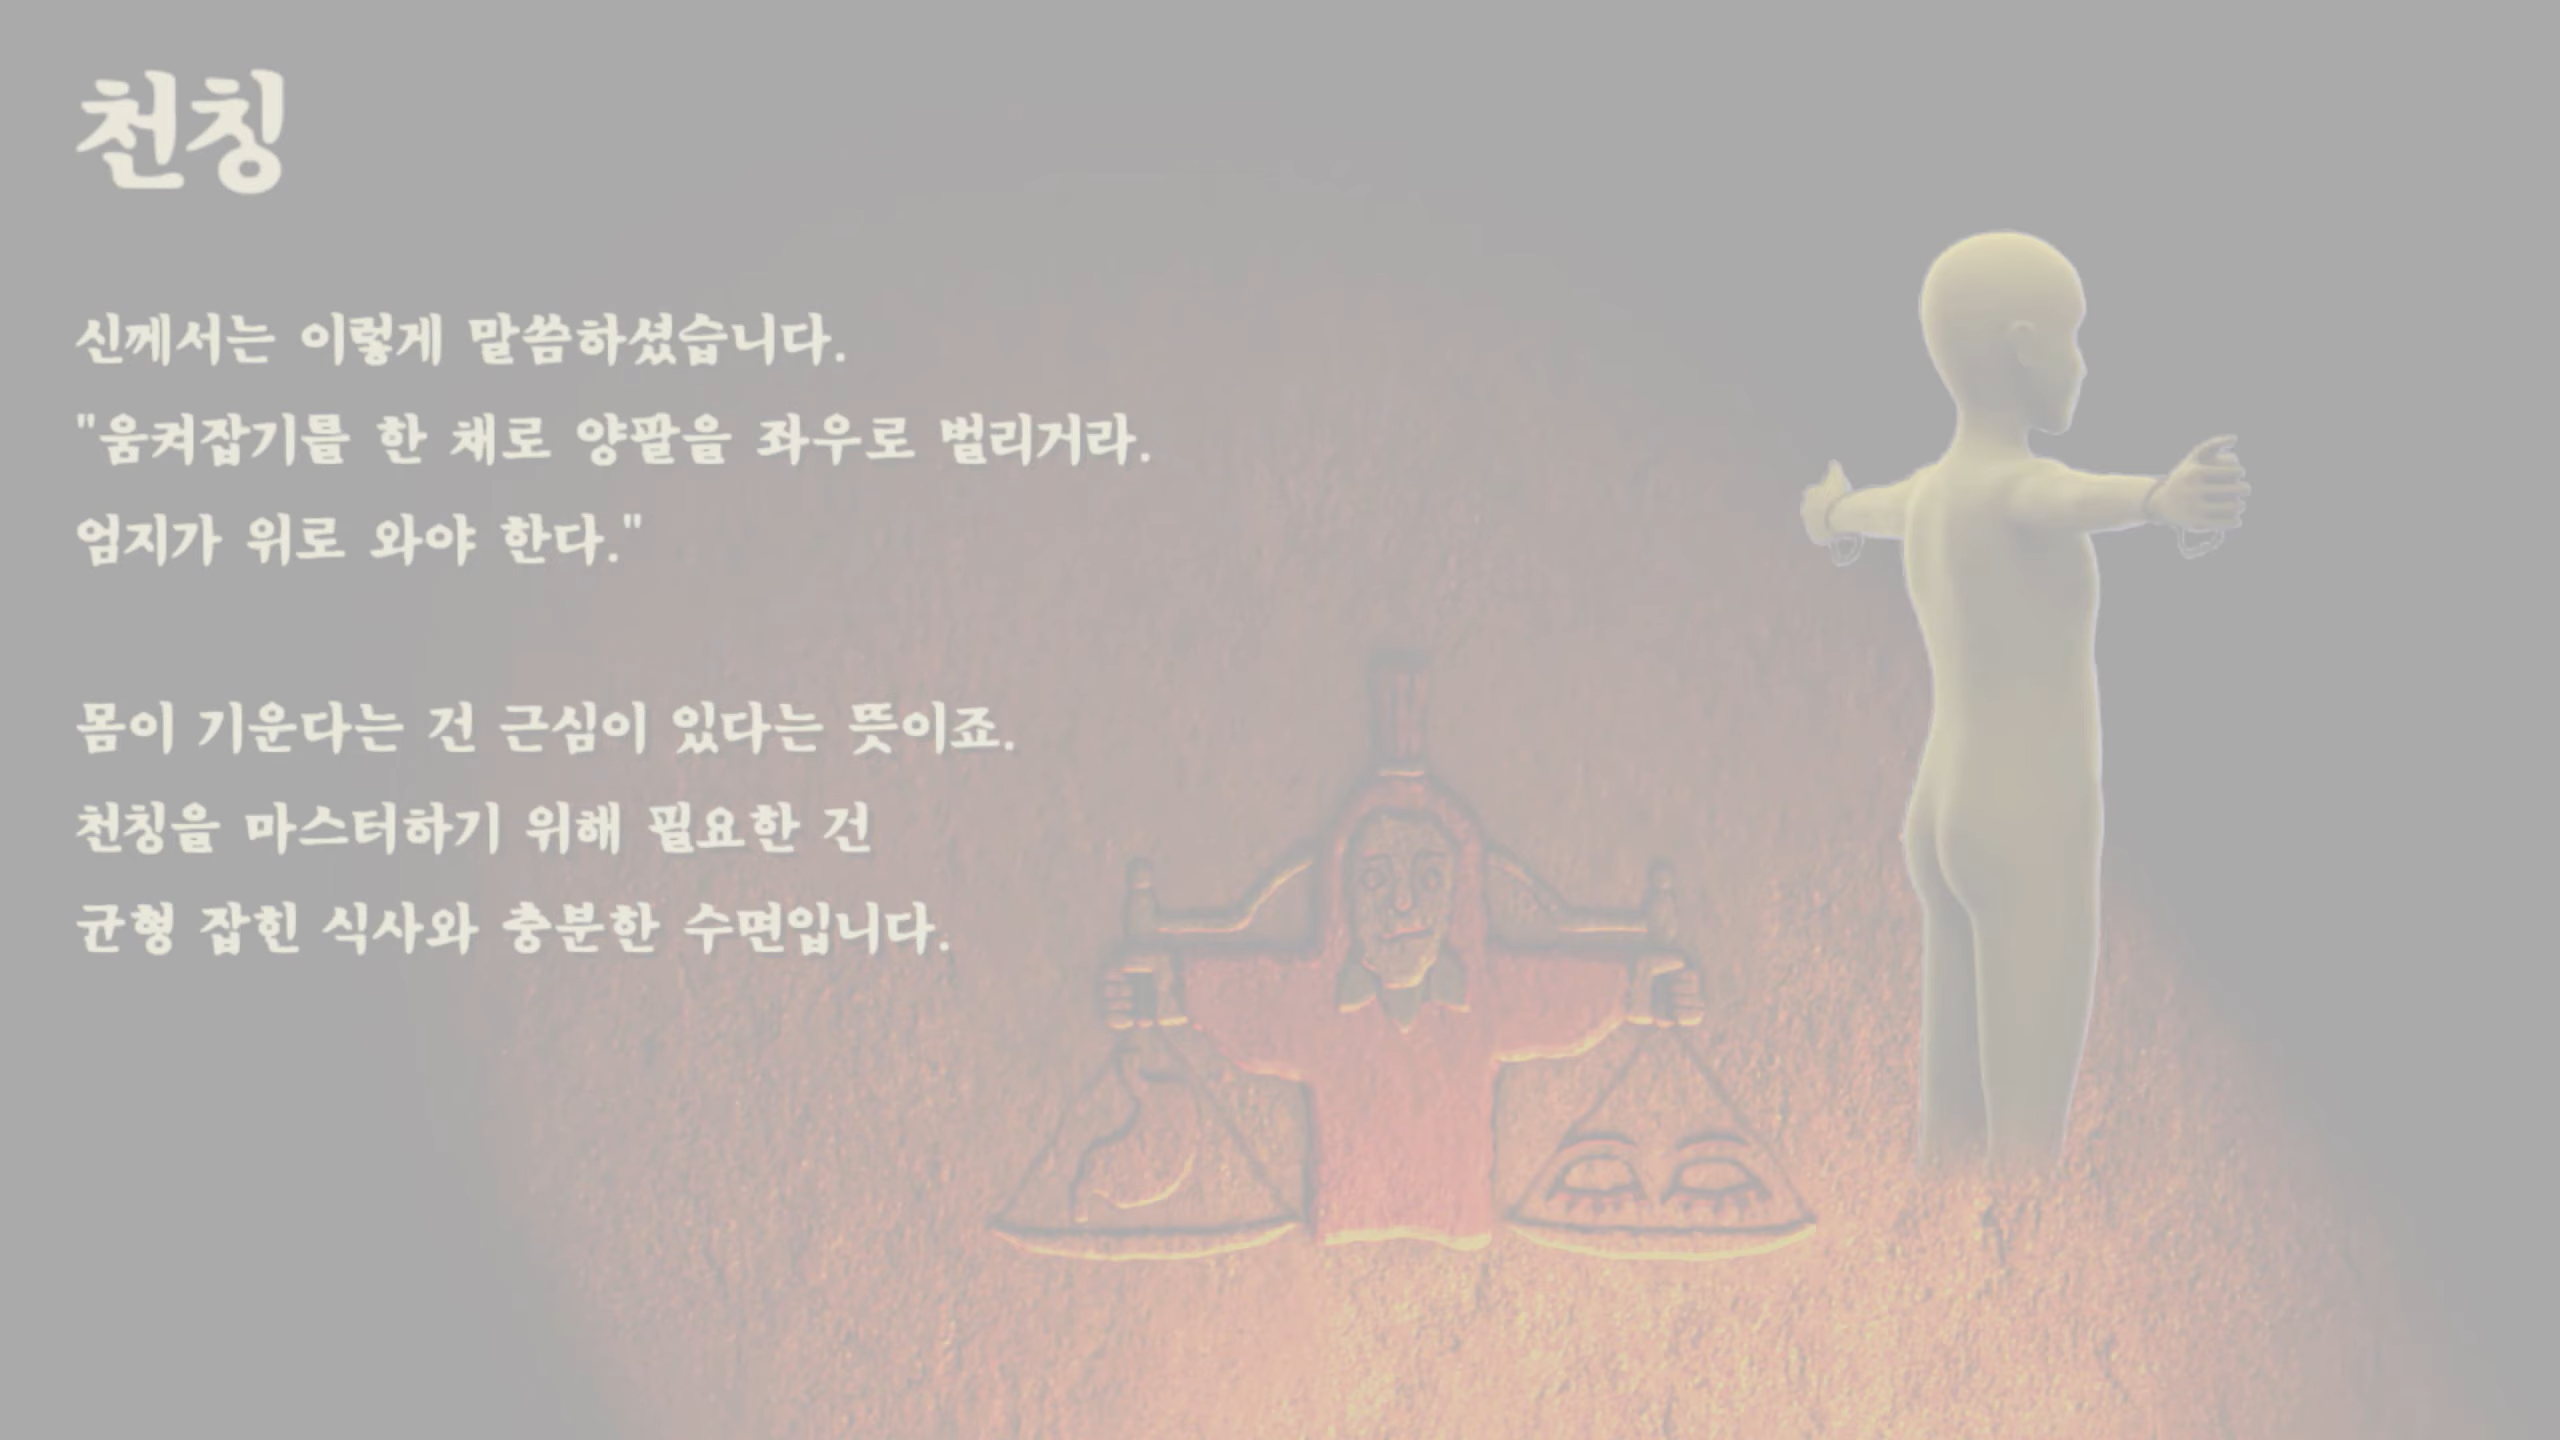 천칭
신께서는 이렇게 말씀하셨습니다.
"움켜잡기를 한 채로 양팔을 좌우로 벌리거라.
엄지가 위로 와야 한다."
몸이 기운다는 건 근심이 있다는 뜻이죠.
천칭을 마스터하기 위해 필요한 건
균형 잡힌 식사와 충분한 수면입니다.